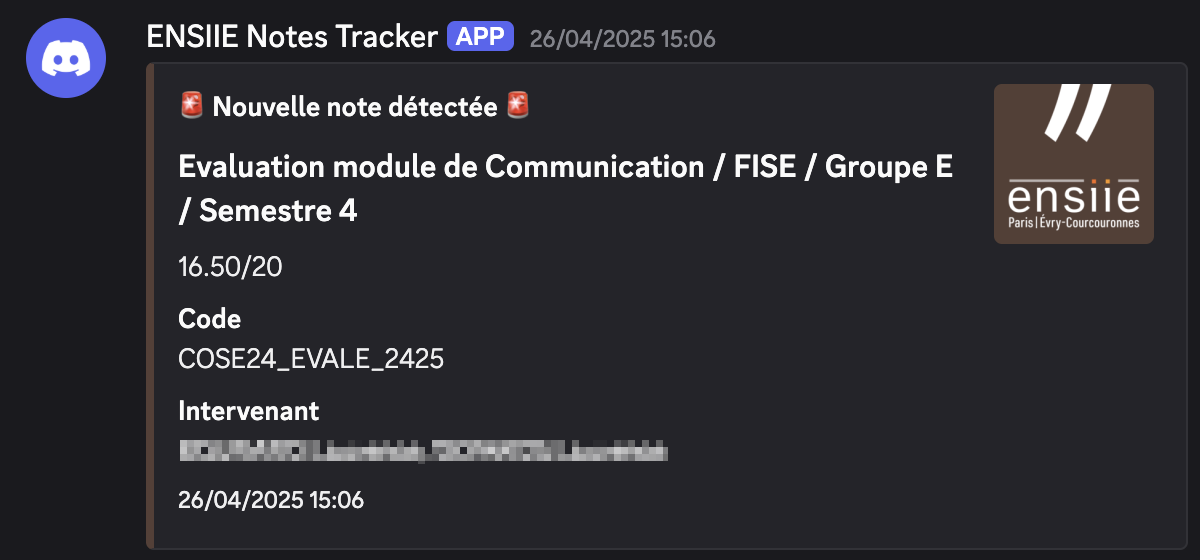 ENSIIE Notes Tracker APP 26/04/2025 15:06
🚨 Nouvelle note détectée 🚨
Evaluation module de Communication / FISE / Groupe E
/ Semestre 4
16.50/20
Code
COSE24_EVALE_2425
Intervenant
26/04/2025 15:06
ensiie
Paris | Évry-Courcouronnes